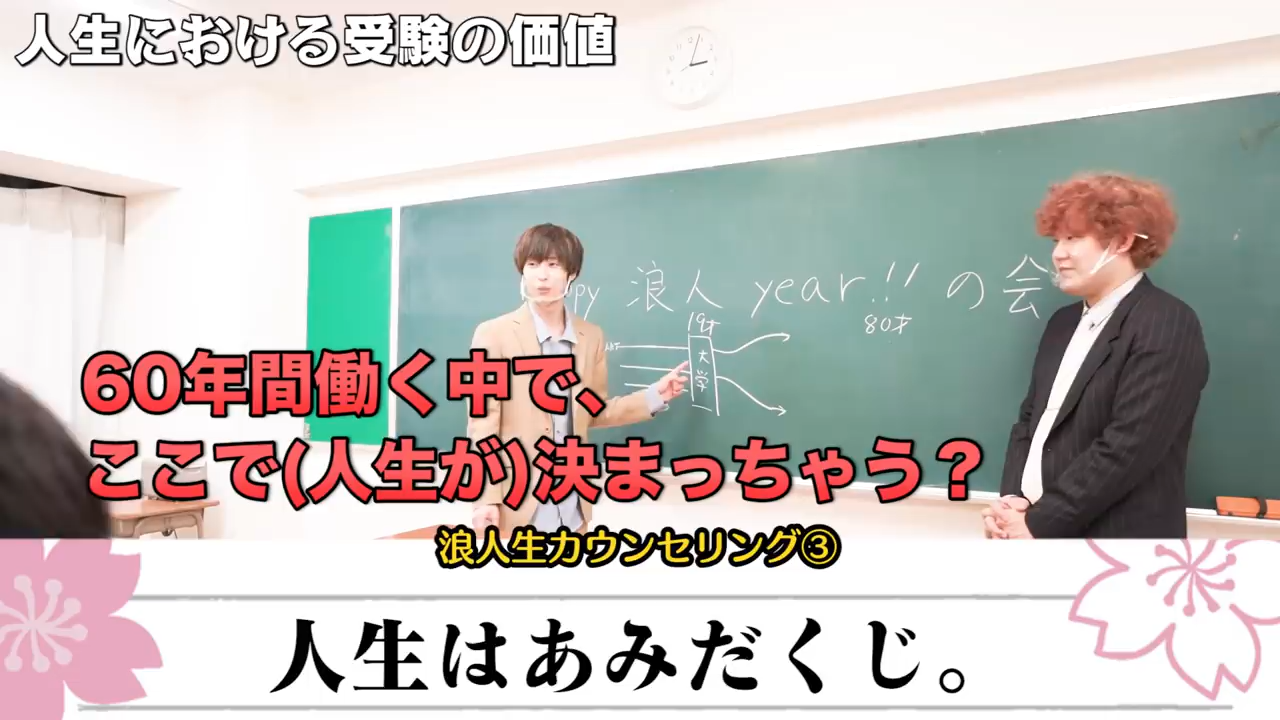 人生における受験の価値
浪人 year!!の会
19才
80才
大学
60年間働く中で、
ここで(人生が)決まっちゃう？
浪人生カウンセリング③
人生はあみだくじ。